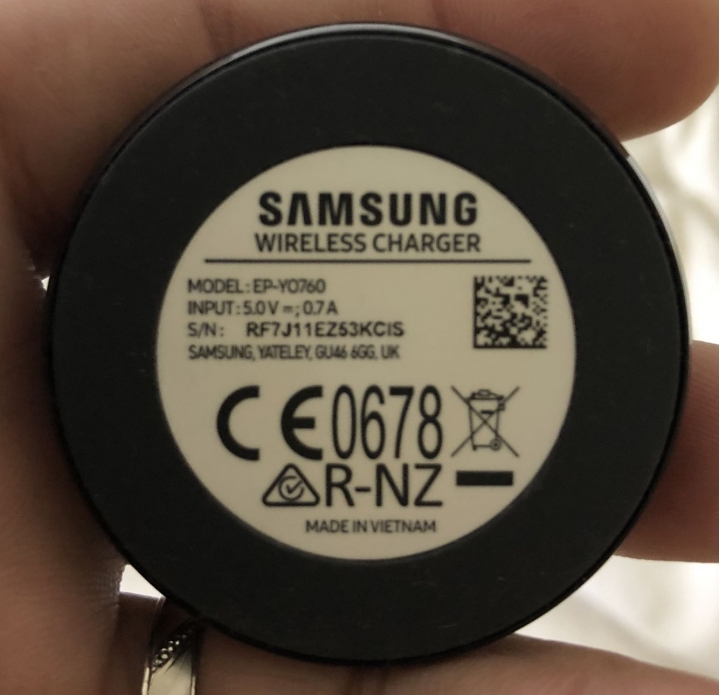 SAMSUNG
WIRELESS CHARGER
MODEL: EP-YO760
INPUT: 5.0V ⎓; 0.7A
S/N: RF7J11EZ53KCIS
SAMSUNG, YATELEY, GU46 6GG, UK
CE0678
R-NZ
MADE IN VIETNAM